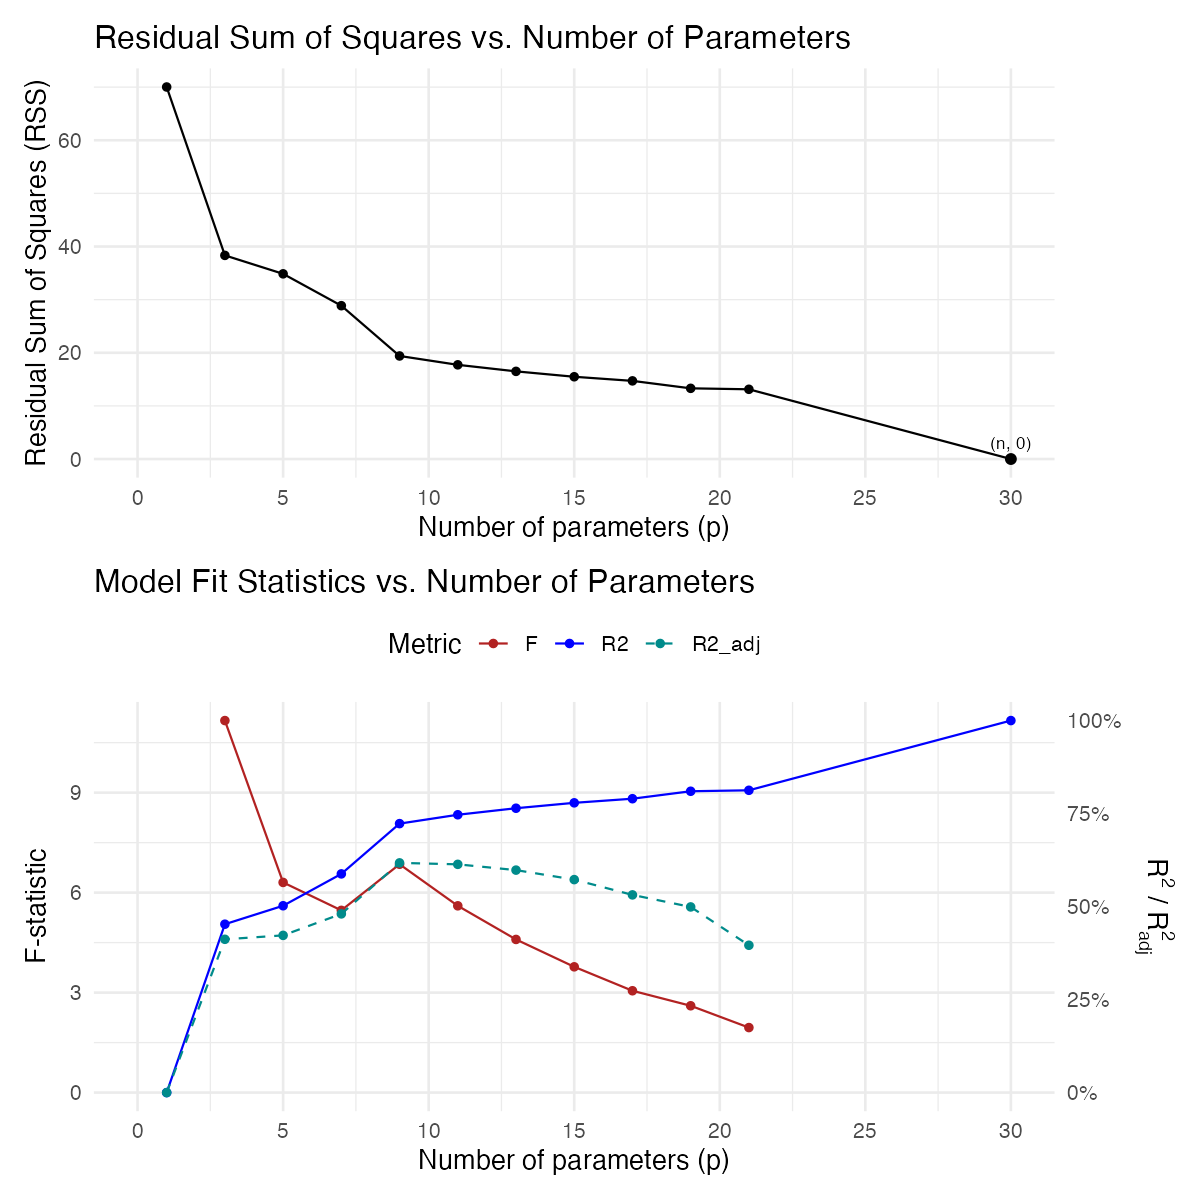 Residual Sum of Squares vs. Number of Parameters
Residual Sum of Squares (RSS)
60
40
20
0
(n, 0)
0 5 10 15 20 25 30
Number of parameters (p)
Model Fit Statistics vs. Number of Parameters
Metric F R2 R2_adj
F-statistic
9
6
3
0
100%
75%
50%
25%
0%
R² / R²adj
0 5 10 15 20 25 30
Number of parameters (p)